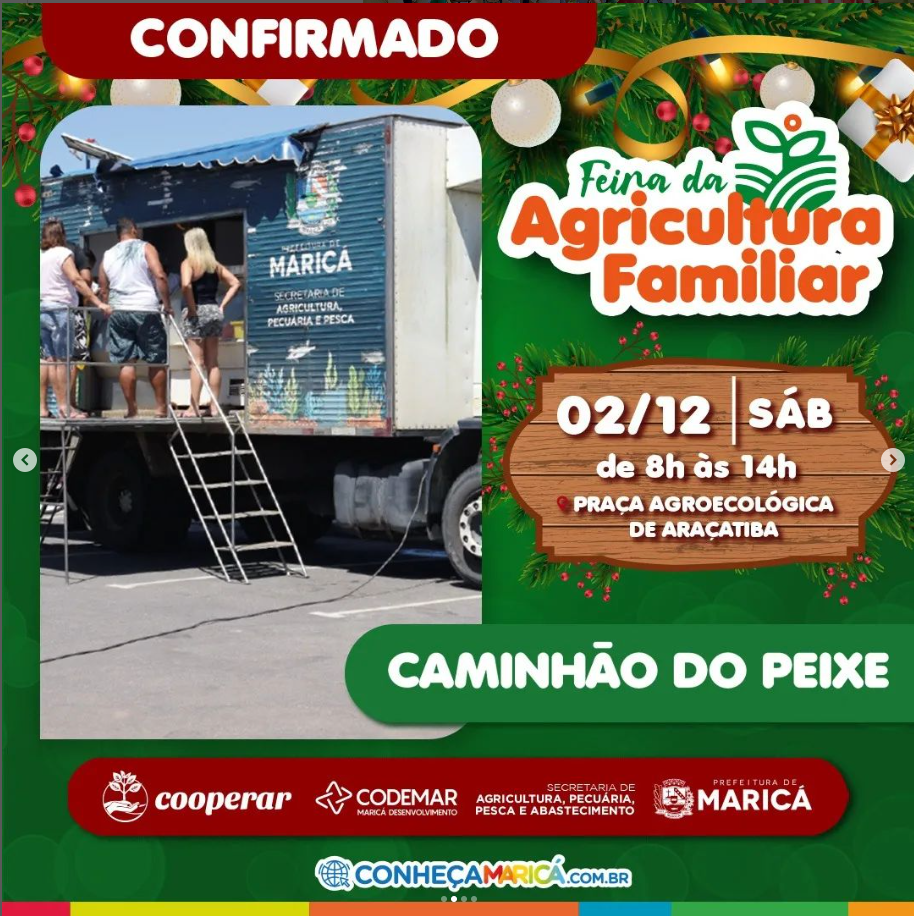 CONFIRMADO
Feira da
Agricultura
Familiar
PREFEITURA DE
MARICÁ
SECRETARIA DE
AGRICULTURA,
PECUÁRIA E PESCA
02/12 | SÁB
de 8h às 14h
PRAÇA AGROECOLÓGICA
DE ARAÇATIBA
CAMINHÃO DO PEIXE
cooperar
CODEMAR
MARICÁ DESENVOLVIMENTO
SECRETARIA DE
AGRICULTURA, PECUÁRIA,
PESCA E ABASTECIMENTO
PREFEITURA DE
MARICÁ
CONHEÇAMARICÁ.COM.BR